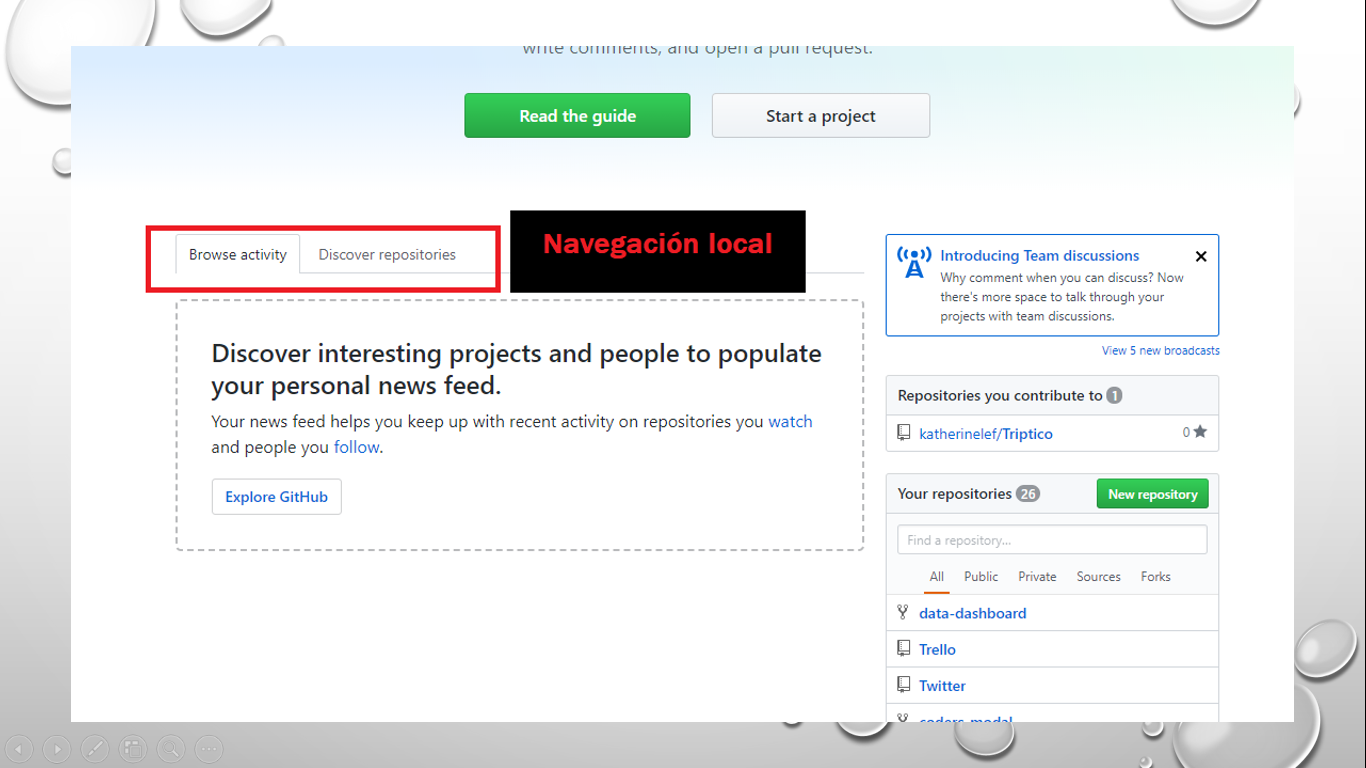 write comments, and open a pull request.
Read the guide
Start a project
Browse activity
Discover repositories
Navegación local
Discover interesting projects and people to populate
your personal news feed.
Your news feed helps you keep up with recent activity on repositories you watch
and people you follow.
Explore GitHub
Introducing Team discussions
Why comment when you can discuss? Now
there's more space to talk through your
projects with team discussions.
View 5 new broadcasts
Repositories you contribute to 1
katherinelef/Triptico 0
Your repositories 26
New repository
Find a repository...
All Public Private Sources Forks
data-dashboard
Trello
Twitter
coders-modal